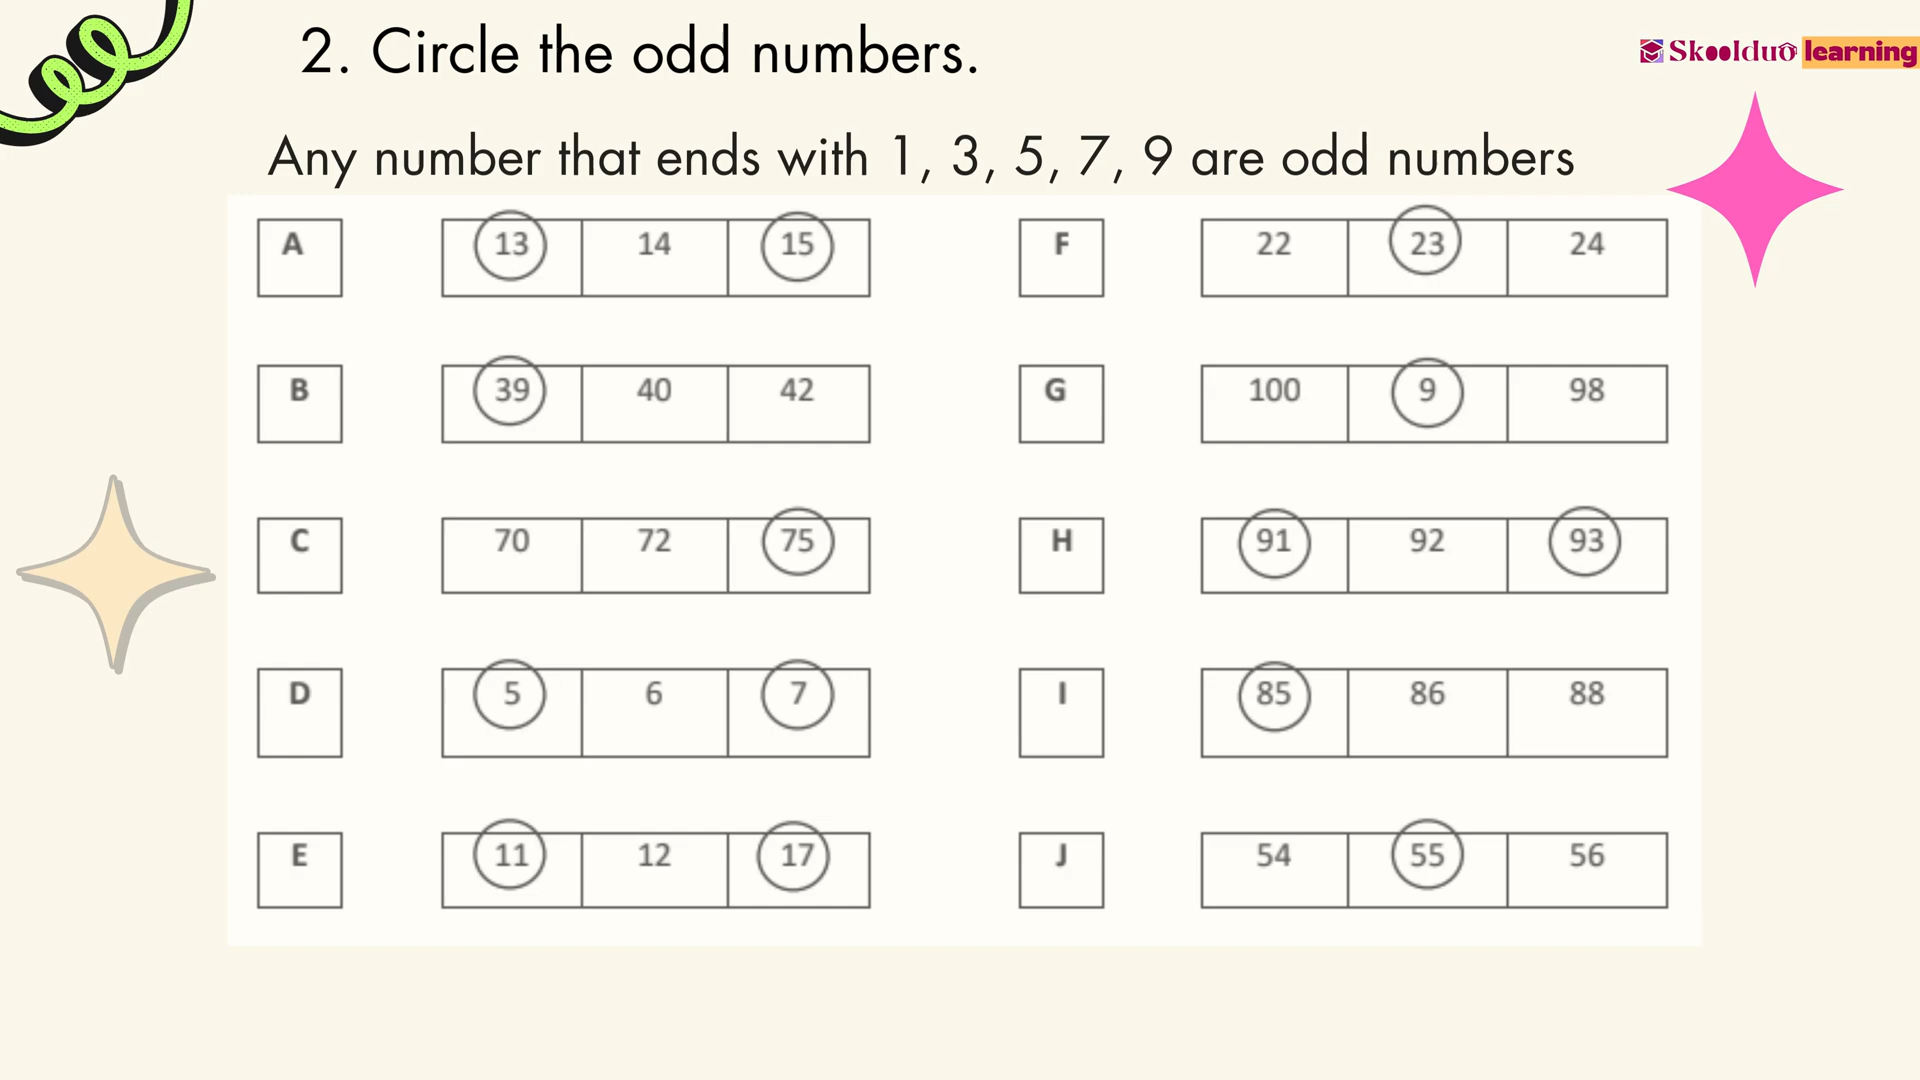 2. Circle the odd numbers.
Skoolduo learning
Any number that ends with 1, 3, 5, 7, 9 are odd numbers
A 13 14 15 F 22 23 24
B 39 40 42 G 100 9 98
C 70 72 75 H 91 92 93
D 5 6 7 I 85 86 88
E 11 12 17 J 54 55 56